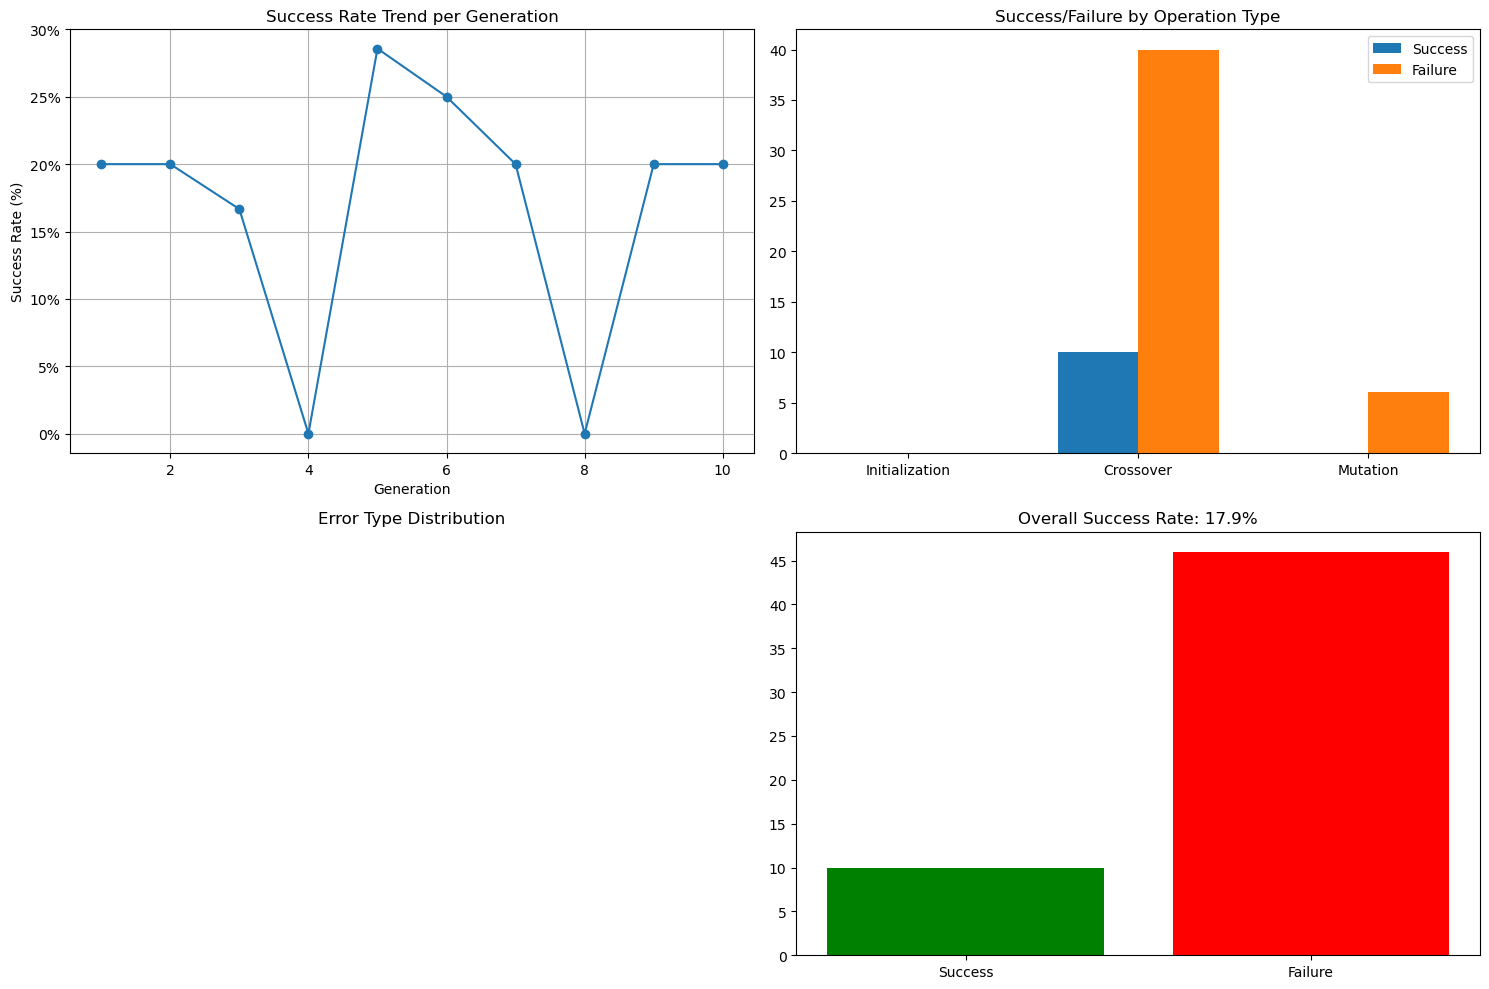 Success Rate Trend per Generation
30%
25%
20%
15%
10%
5%
0%
Success Rate (%)
2 4 6 8 10
Generation
Success/Failure by Operation Type
40
35
30
25
20
15
10
5
0
Success
Failure
Initialization Crossover Mutation
Error Type Distribution
Overall Success Rate: 17.9%
45
40
35
30
25
20
15
10
5
0
Success Failure